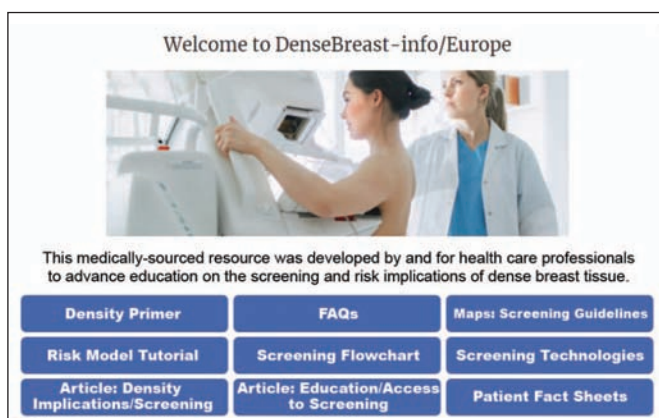 Welcome to DenseBreast-info/Europe
This medically-sourced resource was developed by and for health care professionals
to advance education on the screening and risk implications of dense breast tissue.
Density Primer
FAQs
Maps: Screening Guidelines
Risk Model Tutorial
Screening Flowchart
Screening Technologies
Article: Density
Implications/Screening
Article: Education/Access
to Screening
Patient Fact Sheets